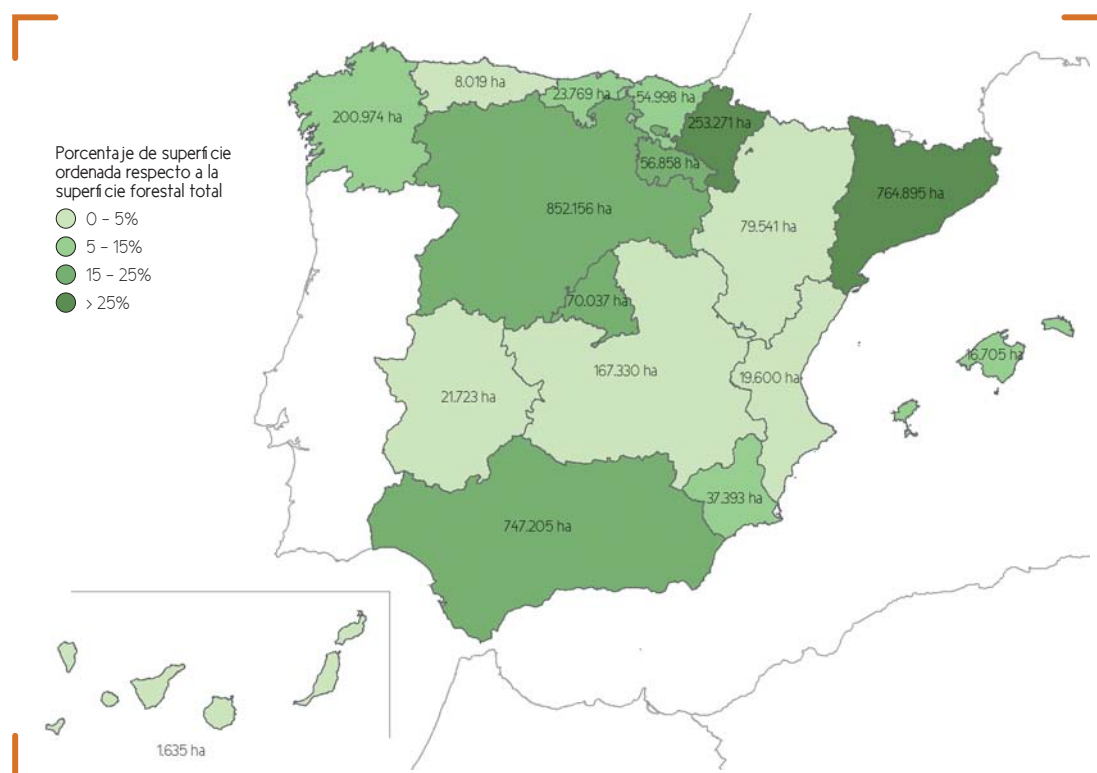 8.019 ha
23.769 ha
54.998 ha
200.974 ha
253.271 ha
56.858 ha
Porcentaje de superficie
ordenada respecto a la
superficie forestal total
0 - 5%
5 - 15%
15 - 25%
> 25%
764.895 ha
852.156 ha
79.541 ha
70.037 ha
16.705 ha
167.330 ha
19.600 ha
21.723 ha
37.393 ha
747.205 ha
1.635 ha